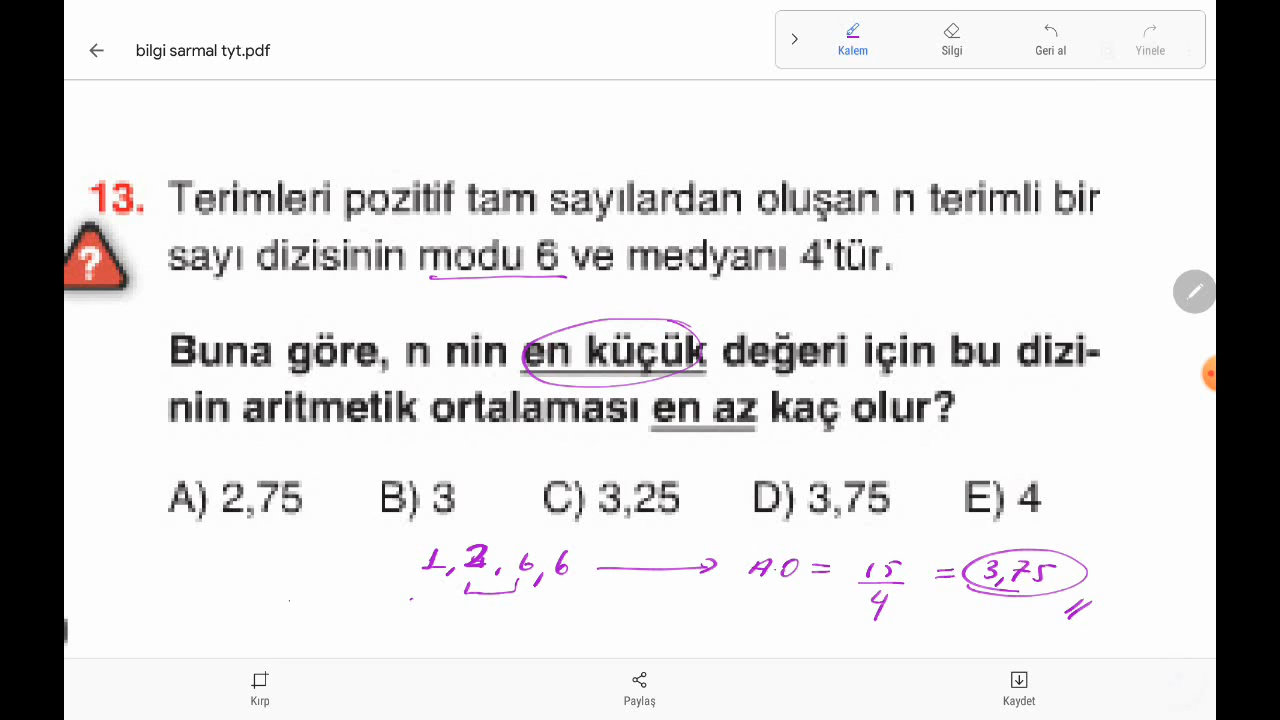 bilgi sarmal tyt.pdf
Kalem
Silgi
Geri al
Yinele
13. Terimleri pozitif tam sayılardan oluşan n terimli bir
sayı dizisinin modu 6 ve medyanı 4'tür.
?
Buna göre, n nin en küçük değeri için bu dizi-
nin aritmetik ortalaması en az kaç olur?
A) 2,75 B) 3 C) 3,25 D) 3,75 E) 4
1, 2, 6, 6 → A.O = 15/4 = 3,75
Kırp
Paylaş
Kaydet